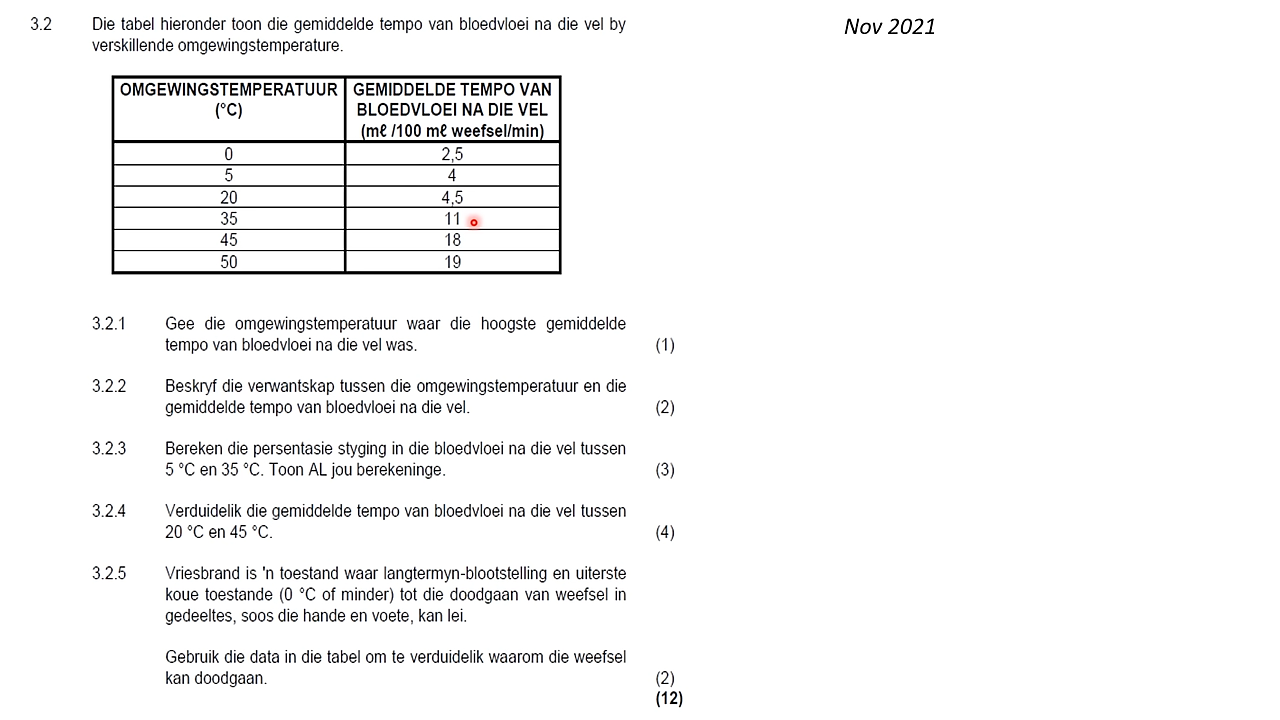 3.2 Die tabel hieronder toon die gemiddelde tempo van bloedvloei na die vel by
verskillende omgewingstemperature.
Nov 2021
OMGEWINGSTEMPERATUUR GEMIDDELDE TEMPO VAN
(°C) BLOEDVLOEI NA DIE VEL
(mℓ /100 mℓ weefsel/min)
0 2,5
5 4
20 4,5
35 11
45 18
50 19
3.2.1 Gee die omgewingstemperatuur waar die hoogste gemiddelde
tempo van bloedvloei na die vel was. (1)
3.2.2 Beskryf die verwantskap tussen die omgewingstemperatuur en die
gemiddelde tempo van bloedvloei na die vel. (2)
3.2.3 Bereken die persentasie styging in die bloedvloei na die vel tussen
5 °C en 35 °C. Toon AL jou berekeninge. (3)
3.2.4 Verduidelik die gemiddelde tempo van bloedvloei na die vel tussen
20 °C en 45 °C. (4)
3.2.5 Vriesbrand is 'n toestand waar langtermyn-blootstelling en uiterste
koue toestande (0 °C of minder) tot die doodgaan van weefsel in
gedeeltes, soos die hande en voete, kan lei.
Gebruik die data in die tabel om te verduidelik waarom die weefsel
kan doodgaan. (2)
(12)